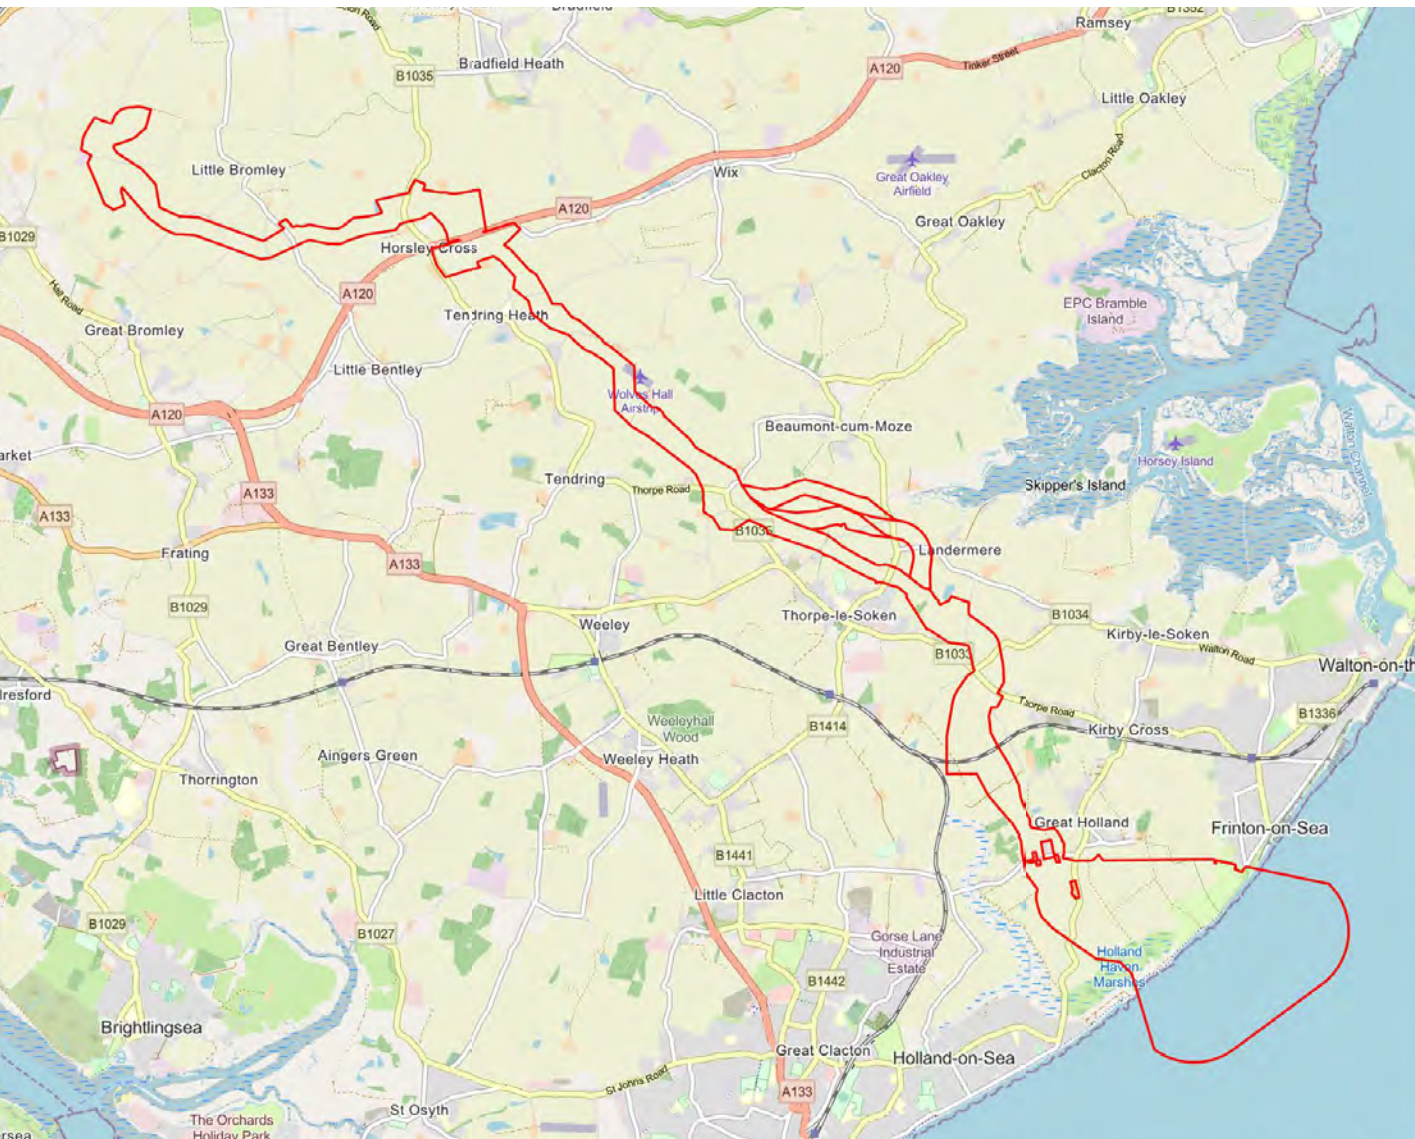 Bradfield
B1352
Ramsey
A120
Tinker Street
Bradfield Heath
B1035
Little Oakley
Clacton Road
Little Bromley
Wix
Great Oakley
Airfield
A120
Great Oakley
B1029
Horsley Cross
A120
Hall Road
EPC Bramble
Island
Tendring Heath
Great Bromley
Little Bentley
Wolves Hall
Airstrip
A120
Beaumont-cum-Moze
Walton Channel
arket
Horsey Island
Tendring
Thorpe Road
Skipper's Island
A133
A133
B1035
Frating
A133
Landermere
B1029
Thorpe-le-Soken
B1034
Weeley
Kirby-le-Soken
Great Bentley
B1033
Walton Road
Walton-on-th
lresford
Thorpe Road
B1336
Weeleyhall
Wood
B1414
Kirby Cross
Aingers Green
Weeley Heath
Thorrington
Great Holland
Frinton-on-Sea
B1441
Little Clacton
B1029
B1027
Gorse Lane
Industrial
Estate
Holland
Haven
Marshes
B1442
Brightlingsea
Great Clacton
Holland-on-Sea
St Johns Road
A133
St Osyth
The Orchards
Holiday Park
ersea